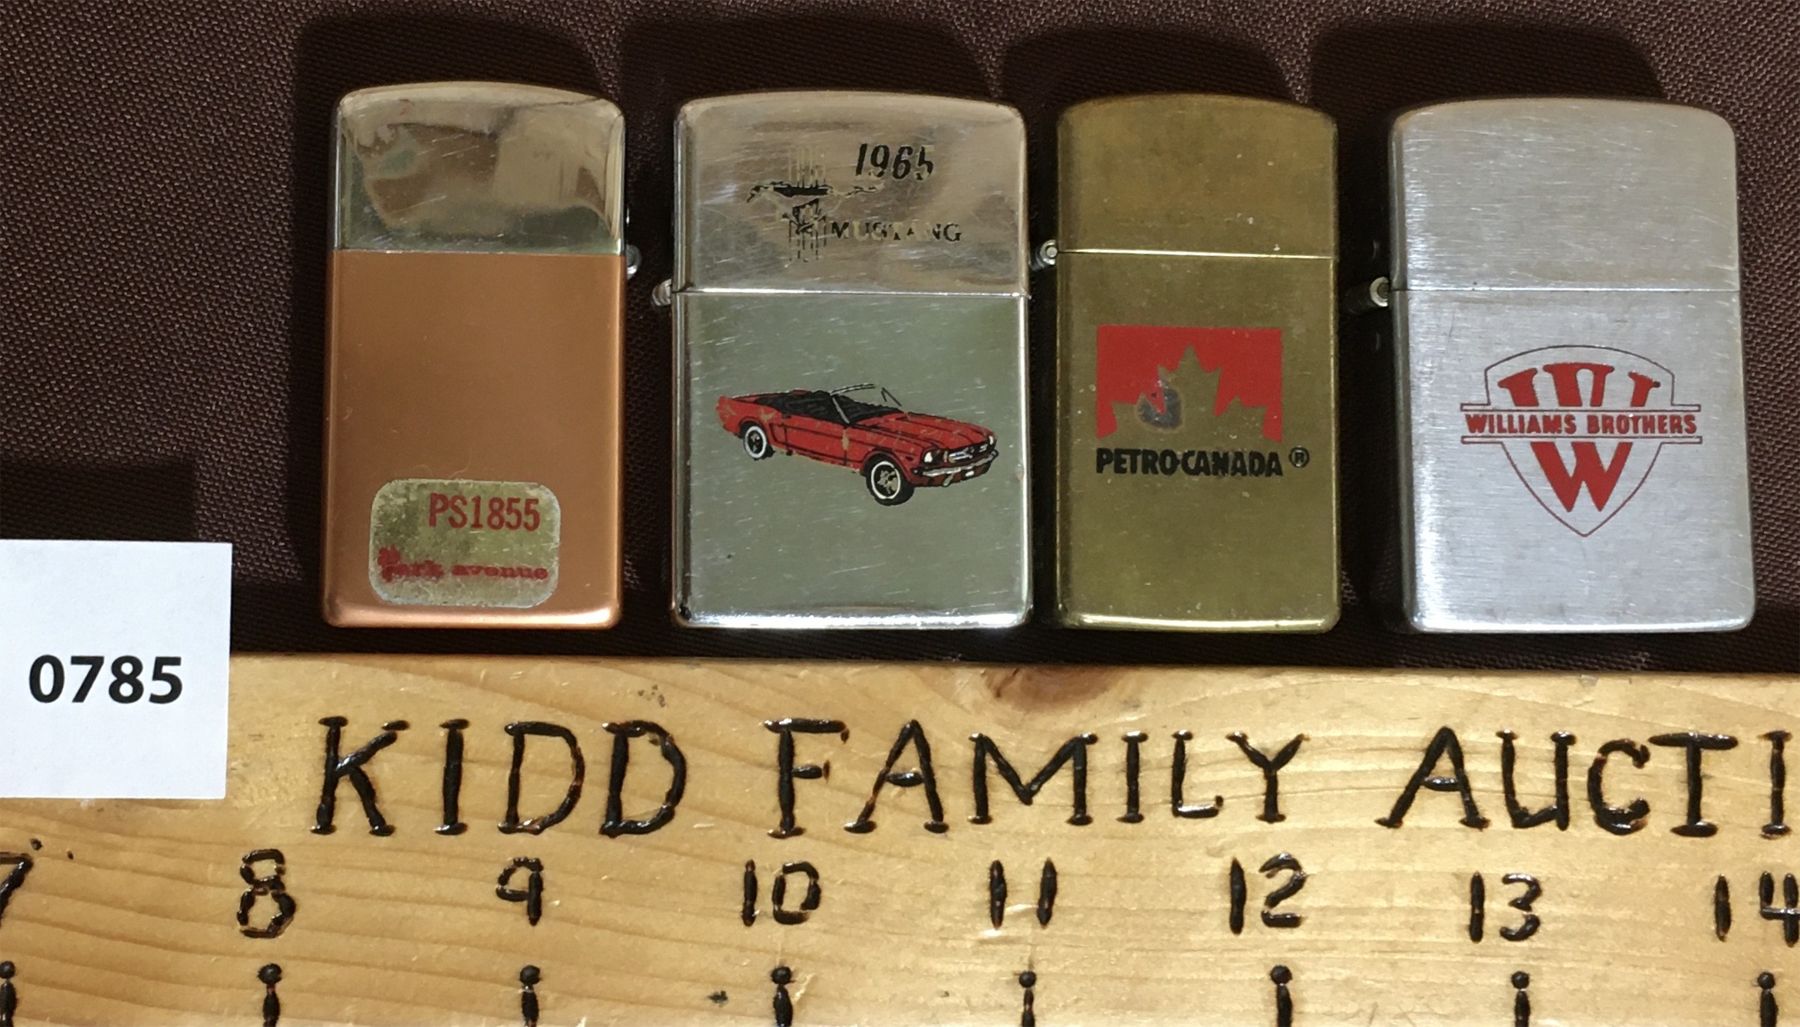 1965
MUSTANG
PS1855
park avenue
PETRO-CANADA®
W
WILLIAMS BROTHERS
0785
KIDD FAMILY AUCTI
7 8 9 10 11 12 13 14